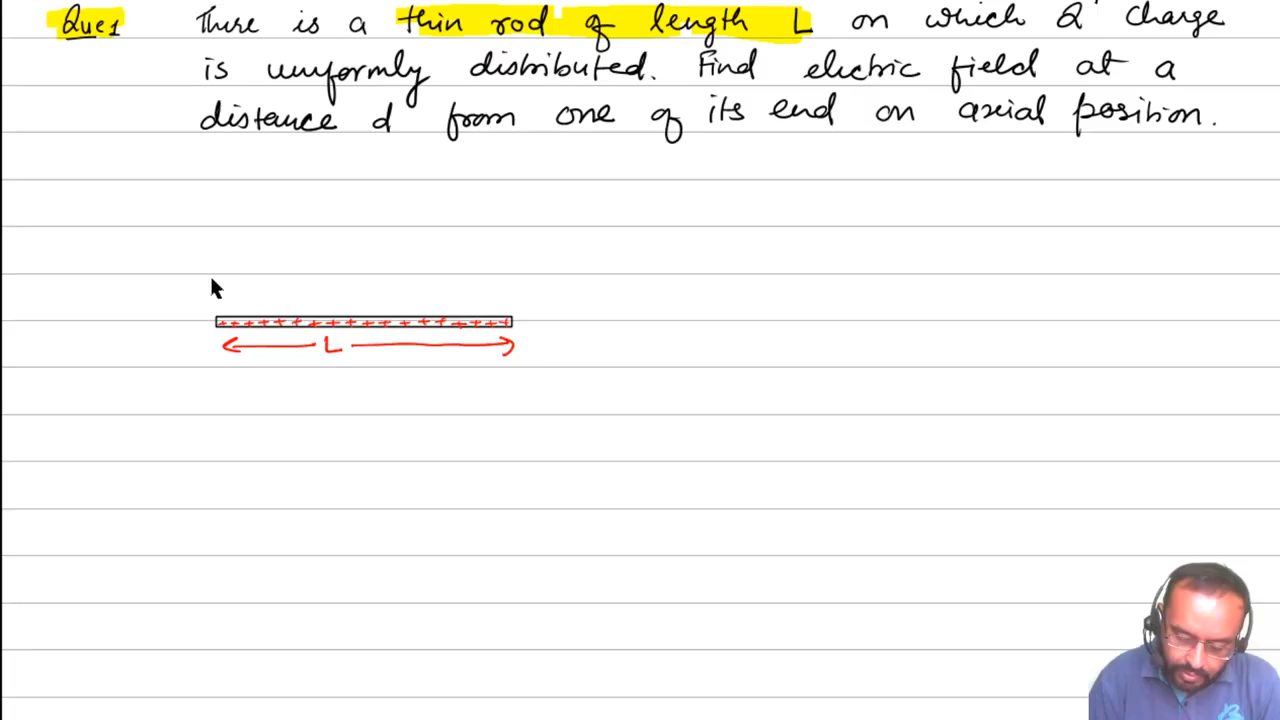 Que1 There is a thin rod of length L on which Q' charge
is uniformly distributed. Find electric field at a
distance d from one of its end on axial position.
+ + + + + + + + + + + + + + + + + +
L